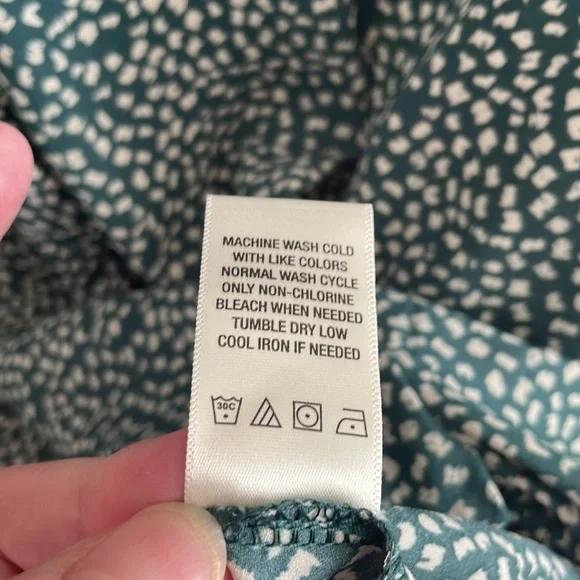 MACHINE WASH COLD
WITH LIKE COLORS
NORMAL WASH CYCLE
ONLY NON-CHLORINE
BLEACH WHEN NEEDED
TUMBLE DRY LOW
COOL IRON IF NEEDED
30C